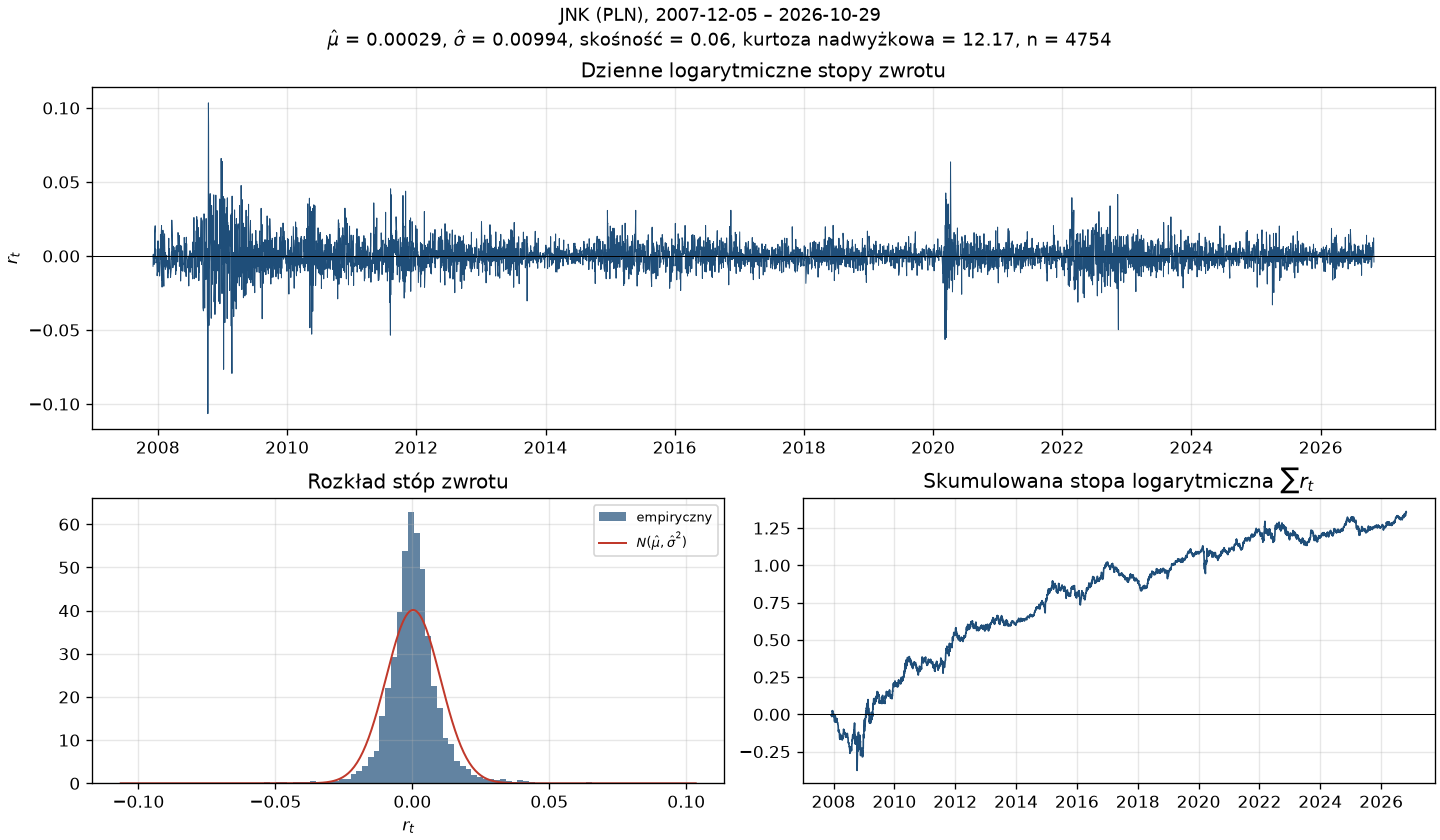 JNK (PLN), 2007-12-05 – 2026-10-29
μ̂ = 0.00029, σ̂ = 0.00994, skośność = 0.06, kurtoza nadwyżkowa = 12.17, n = 4754
Dzienne logarytmiczne stopy zwrotu
0.10
0.05
0.00
−0.05
−0.10
r_t
2008 2010 2012 2014 2016 2018 2020 2022 2024 2026
Rozkład stóp zwrotu
60
50
40
30
20
10
0
empiryczny
N(μ̂, σ̂²)
−0.10 −0.05 0.00 0.05 0.10
r_t
Skumulowana stopa logarytmiczna ∑r_t
1.25
1.00
0.75
0.50
0.25
0.00
−0.25
2008 2010 2012 2014 2016 2018 2020 2022 2024 2026